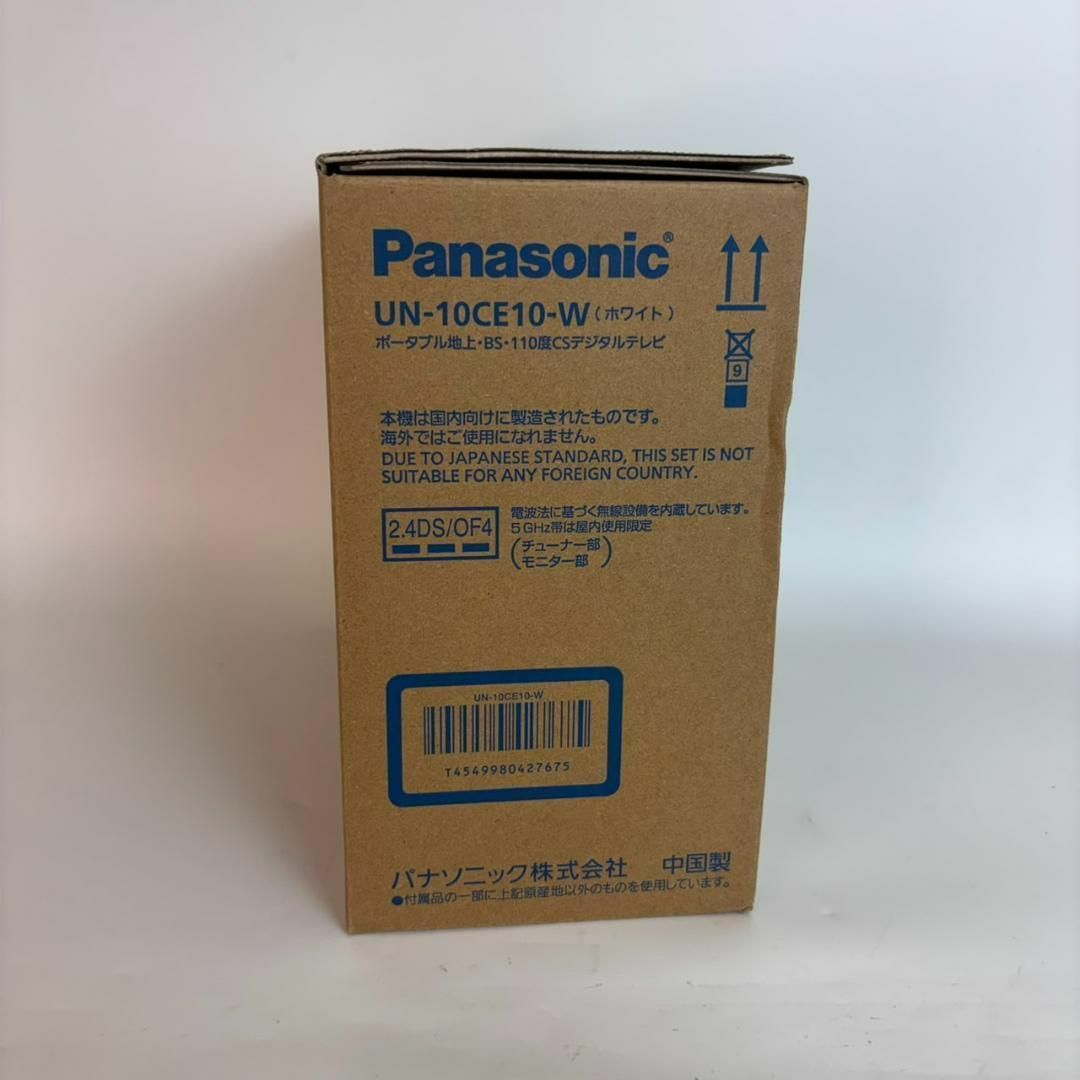 Panasonic®
UN-10CE10-W（ホワイト）
ポータブル地上・BS・110度CSデジタルテレビ
9
本機は国内向けに製造されたものです。
海外ではご使用になれません。
DUE TO JAPANESE STANDARD, THIS SET IS NOT
SUITABLE FOR ANY FOREIGN COUNTRY.
2.4DS/OF4
電波法に基づく無線設備を内蔵しています。
5GHz帯は屋内使用限定
（チューナー部
モニター部）
UN-10CE10-W
T4549980427675
パナソニック株式会社 中国製
●付属品の一部に上記原産地以外のものを使用しています。